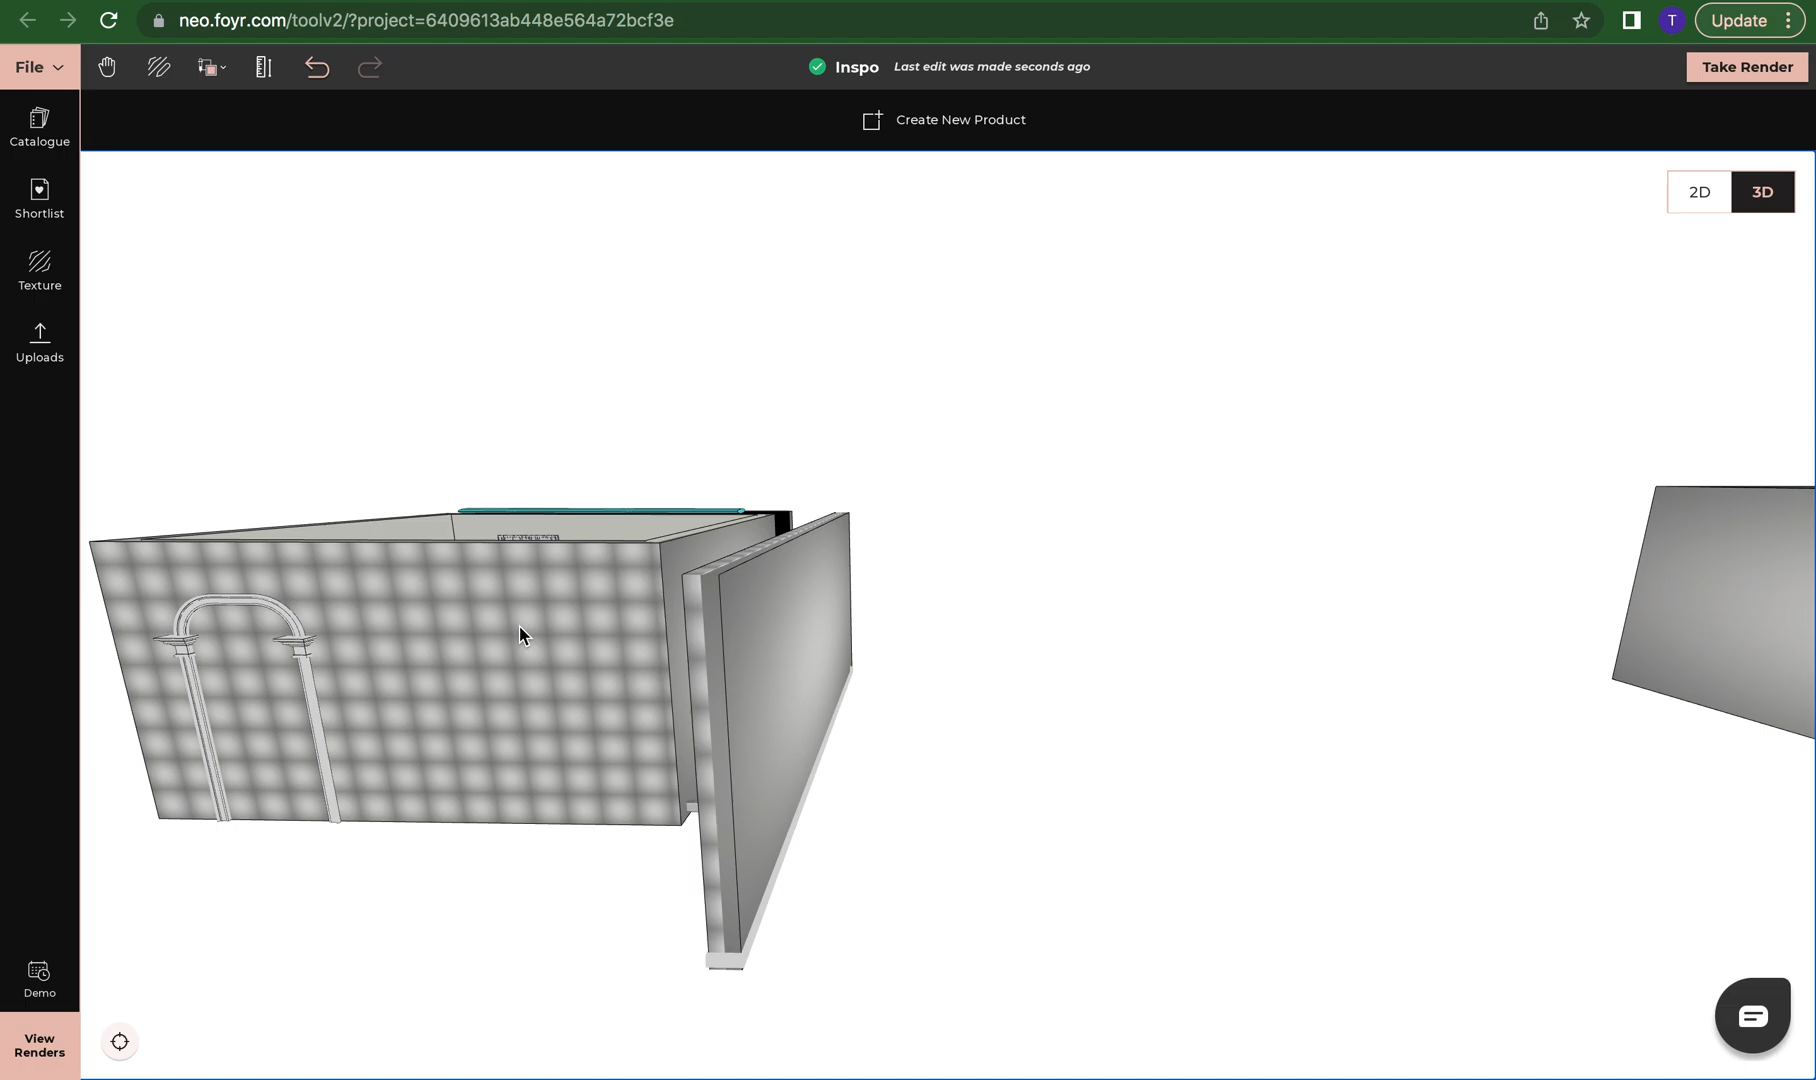 neo.foyr.com/toolv2/?project=6409613ab448e564a72bcf3e
T
Update
File
Inspo
Last edit was made seconds ago
Take Render
Create New Product
Catalogue
Shortlist
Texture
Uploads
2D
3D
Demo
View
Renders